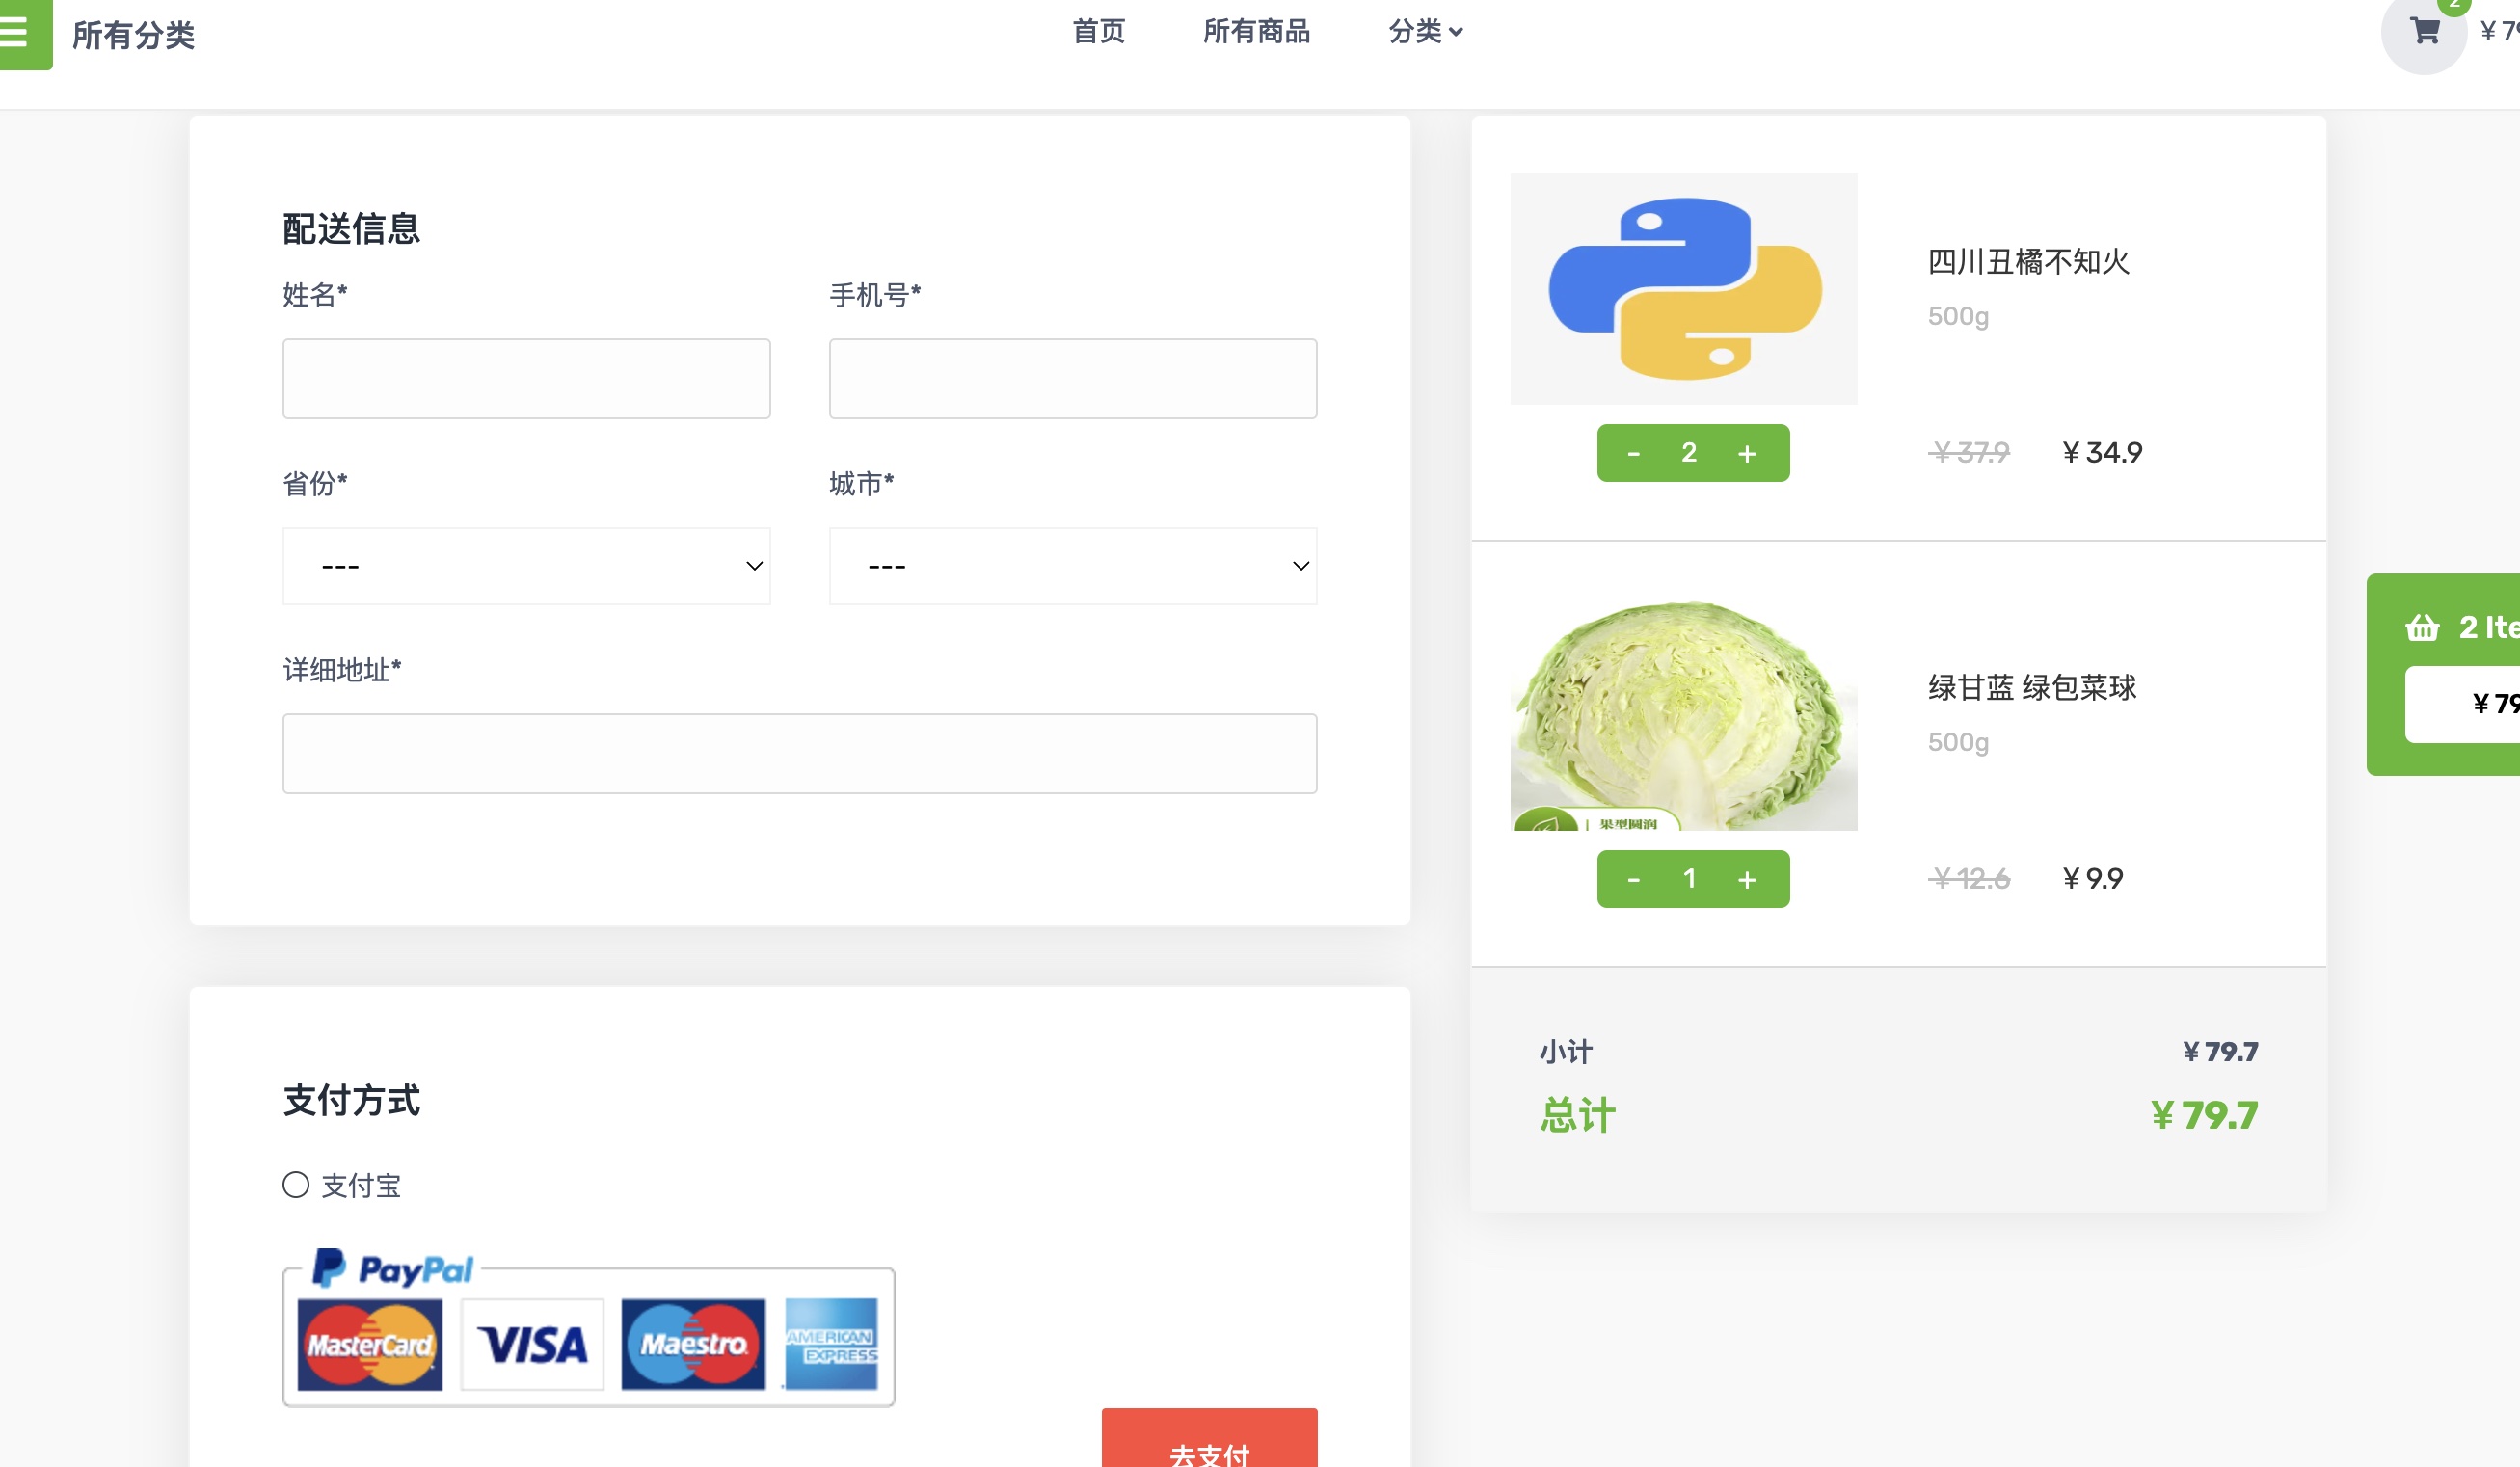 所有分类
首页 所有商品 分类
2
¥ 79
配送信息
姓名* 手机号*
省份* 城市*
--- ---
详细地址*
支付方式
支付宝
PayPal
MasterCard VISA Maestro AMERICAN EXPRESS
去支付
四川丑橘不知火
500g
- 2 +
¥ 37.9 ¥ 34.9
绿甘蓝 绿包菜球
500g
果型圆润
- 1 +
¥ 12.6 ¥ 9.9
小计 ¥ 79.7
总计 ¥ 79.7
2 Ite
¥ 79